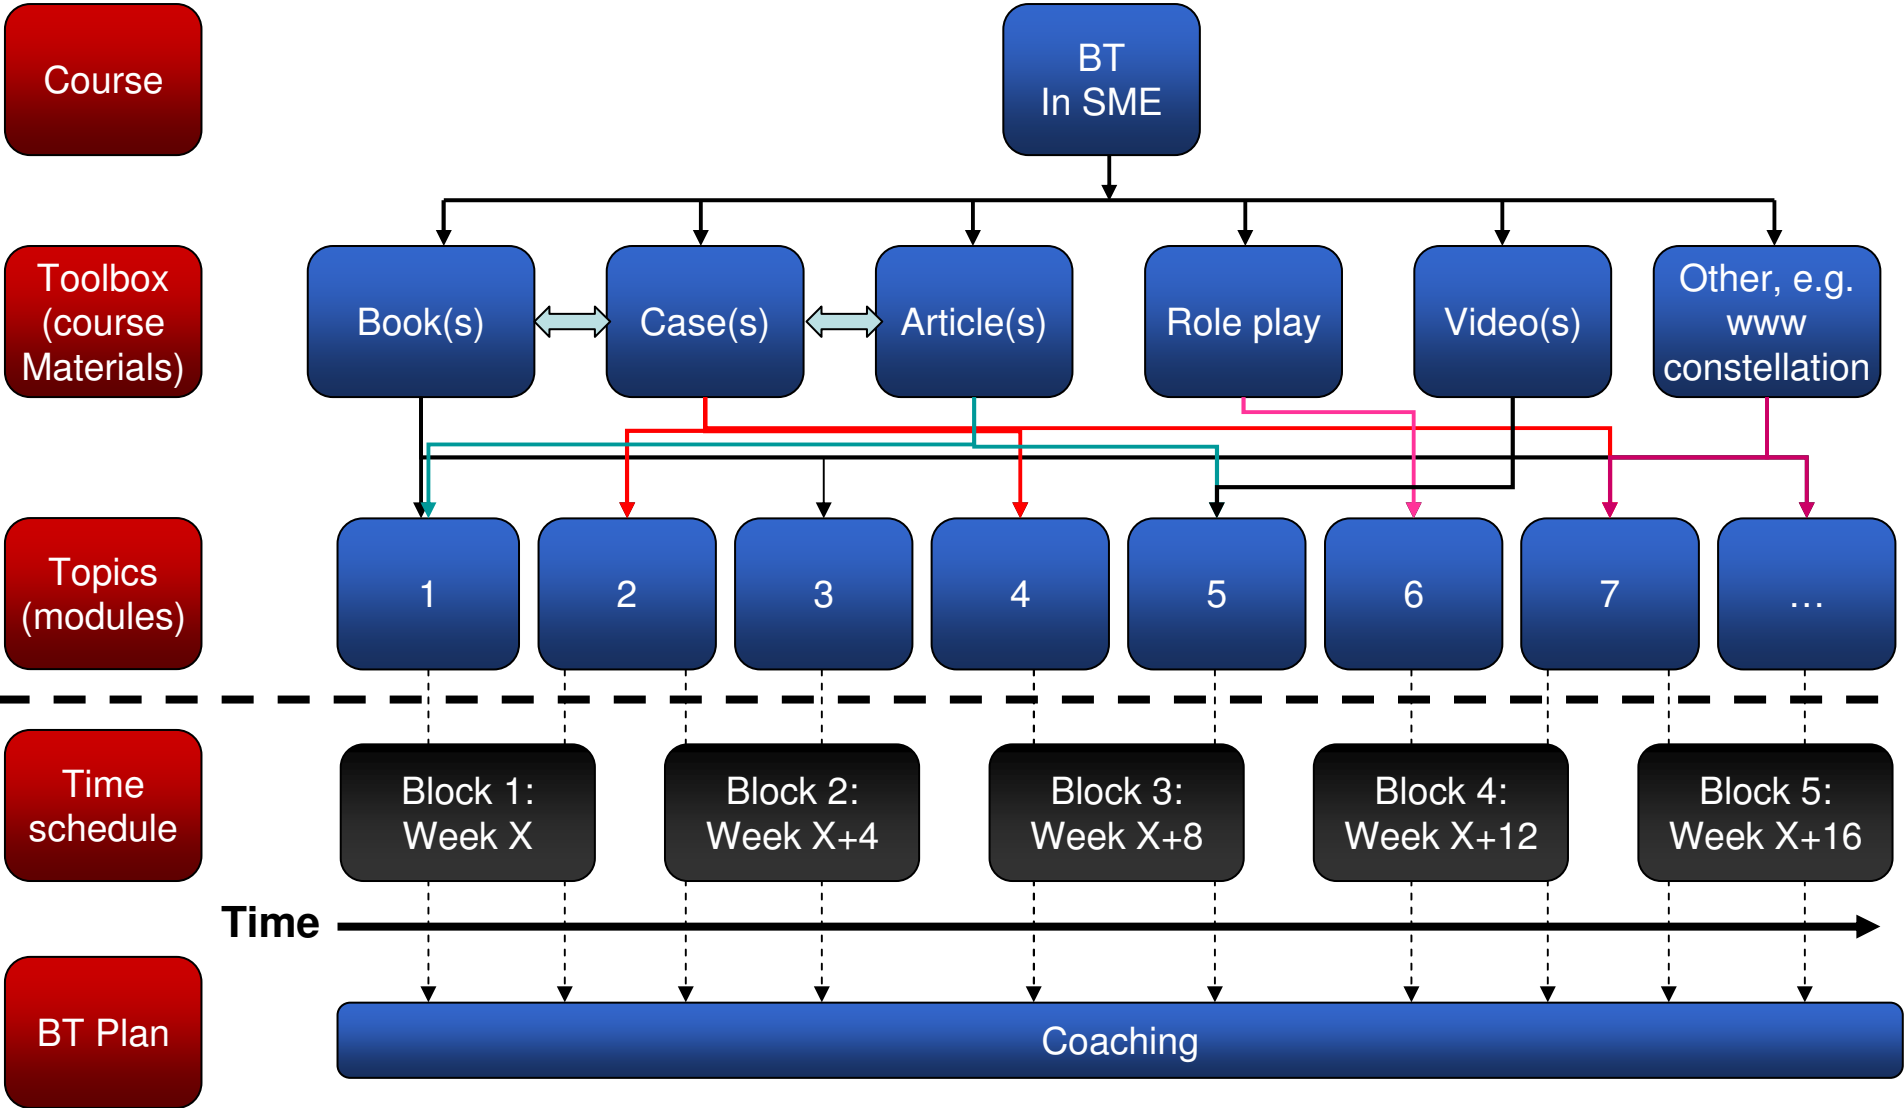 Course
BT
In SME
Toolbox
(course
Materials)
Book(s)
Case(s)
Article(s)
Role play
Video(s)
Other, e.g.
www
constellation
Topics
(modules)
1
2
3
4
5
6
7
…
Time
schedule
Block 1:
Week X
Block 2:
Week X+4
Block 3:
Week X+8
Block 4:
Week X+12
Block 5:
Week X+16
Time
BT Plan
Coaching